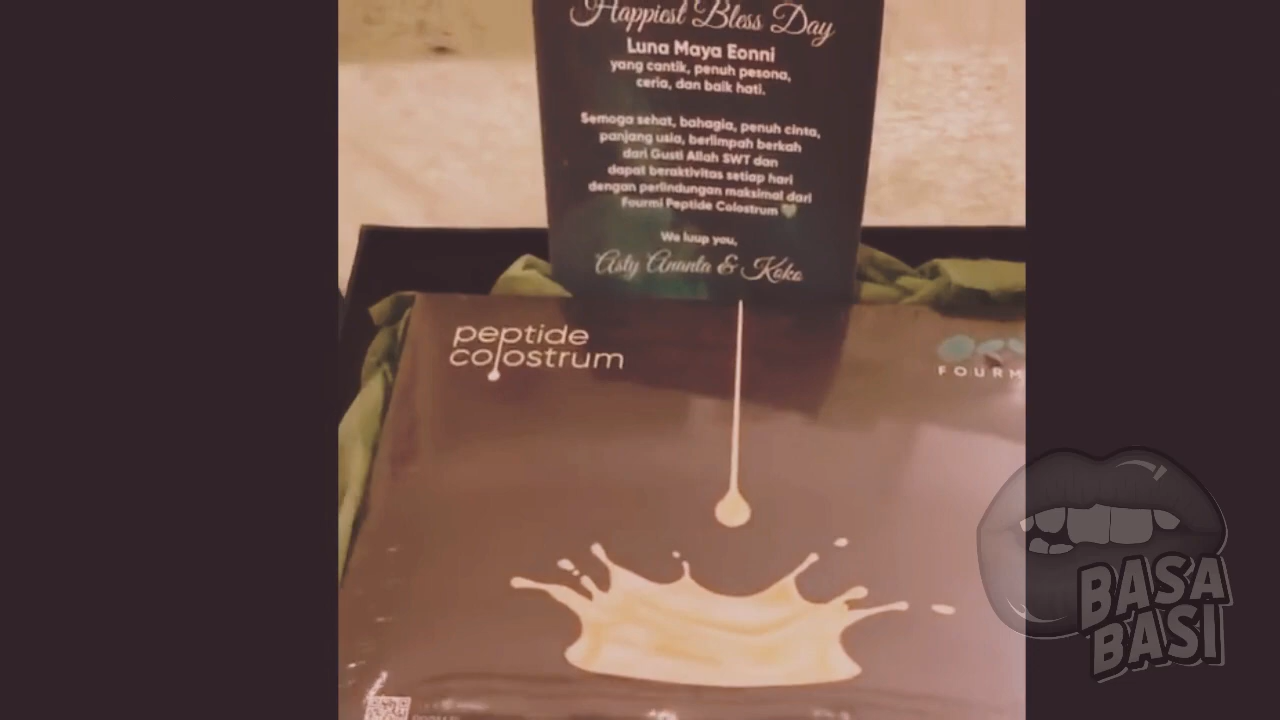 Happiest Bless Day
Luna Maya Eonni
yang cantik, penuh pesona,
ceria, dan baik hati.
Semoga sehat, bahagia, penuh cinta,
panjang usia, berlimpah berkah
dari Gusti Allah SWT dan
dapat beraktivitas setiap hari
dengan perlindungan maksimal dari
Fourmi Peptide Colostrum
We luup you,
Asty Ananta & Koko
peptide
colostrum
FOURM
BASA
BASI